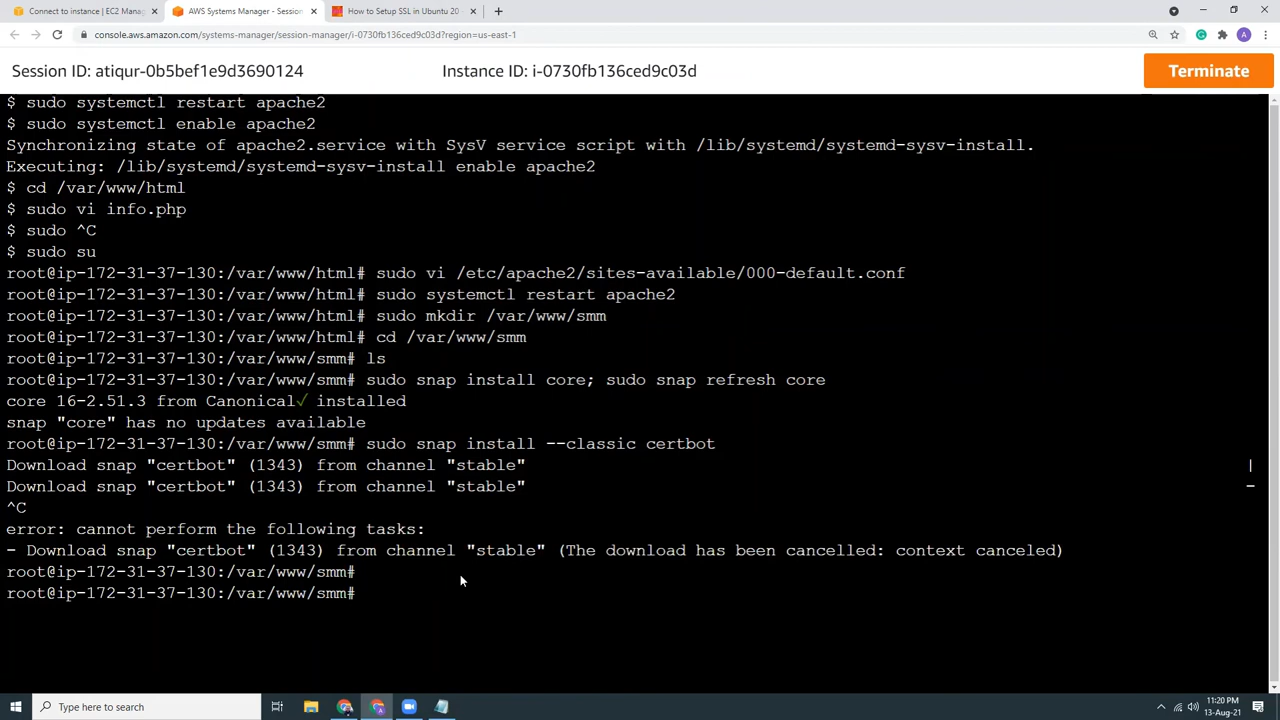 Connect to instance | EC2 Manag
AWS Systems Manager - Session
How to Setup SSL in Ubuntu 20
console.aws.amazon.com/systems-manager/session-manager/i-0730fb136ced9c03d?region=us-east-1
A
Session ID: atiqur-0b5bef1e9d3690124
Instance ID: i-0730fb136ced9c03d
Terminate
$ sudo systemctl restart apache2
$ sudo systemctl enable apache2
Synchronizing state of apache2.service with SysV service script with /lib/systemd/systemd-sysv-install.
Executing: /lib/systemd/systemd-sysv-install enable apache2
$ cd /var/www/html
$ sudo vi info.php
$ sudo ^C
$ sudo su
root@ip-172-31-37-130:/var/www/html# sudo vi /etc/apache2/sites-available/000-default.conf
root@ip-172-31-37-130:/var/www/html# sudo systemctl restart apache2
root@ip-172-31-37-130:/var/www/html# sudo mkdir /var/www/smm
root@ip-172-31-37-130:/var/www/html# cd /var/www/smm
root@ip-172-31-37-130:/var/www/smm# ls
root@ip-172-31-37-130:/var/www/smm# sudo snap install core; sudo snap refresh core
core 16-2.51.3 from Canonical✓ installed
snap "core" has no updates available
root@ip-172-31-37-130:/var/www/smm# sudo snap install --classic certbot
Download snap "certbot" (1343) from channel "stable" |
Download snap "certbot" (1343) from channel "stable" -
^C
error: cannot perform the following tasks:
- Download snap "certbot" (1343) from channel "stable" (The download has been cancelled: context canceled)
root@ip-172-31-37-130:/var/www/smm#
root@ip-172-31-37-130:/var/www/smm#
Type here to search
11:20 PM
13-Aug-21